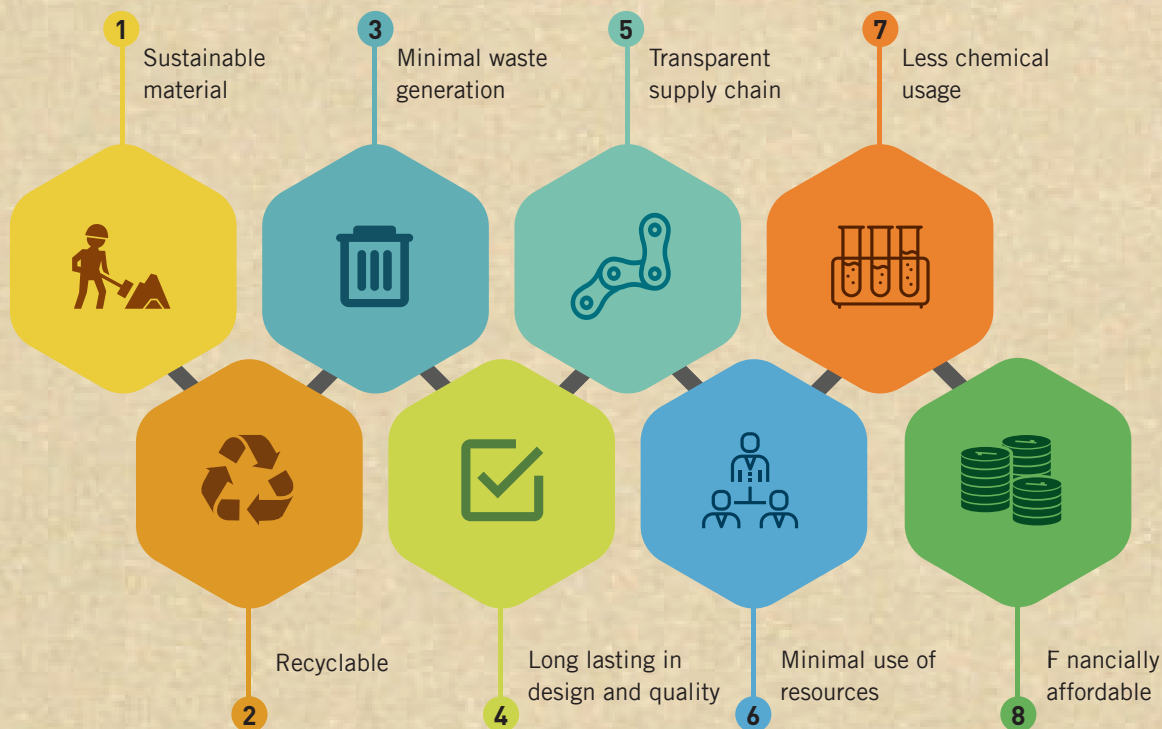 1
Sustainable
material
3
Minimal waste
generation
5
Transparent
supply chain
7
Less chemical
usage
Recyclable
2
Long lasting in
design and quality
4
Minimal use of
resources
6
F nancially
affordable
8